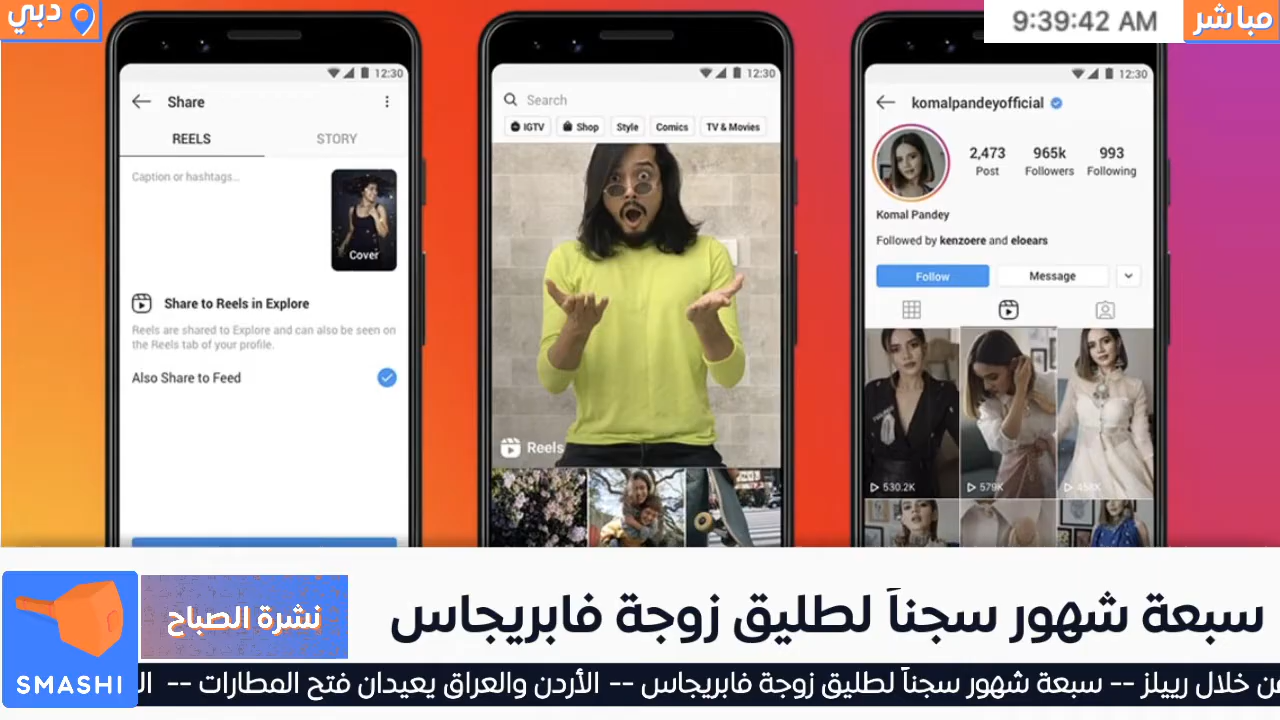 دبي
9:39:42 AM
مباشر
12:30
Share
REELS
STORY
Caption or hashtags...
Cover
Share to Reels in Explore
Reels are shared to Explore and can also be seen on
the Reels tab of your profile.
Also Share to Feed
12:30
Search
IGTV
Shop
Style
Comics
TV & Movies
Reels
12:30
komalpandeyofficial
2,473
965k
993
Post
Followers
Following
Komal Pandey
Followed by kenzoere and eloears
Follow
Message
530.2K
579K
458K
سبعة شهور سجناً لطليق زوجة فابريجاس
نشرة الصباح
SMASHI
من خلال رييلز -- سبعة شهور سجناً لطليق زوجة فابريجاس -- الأردن والعراق يعيدان فتح المطارات --